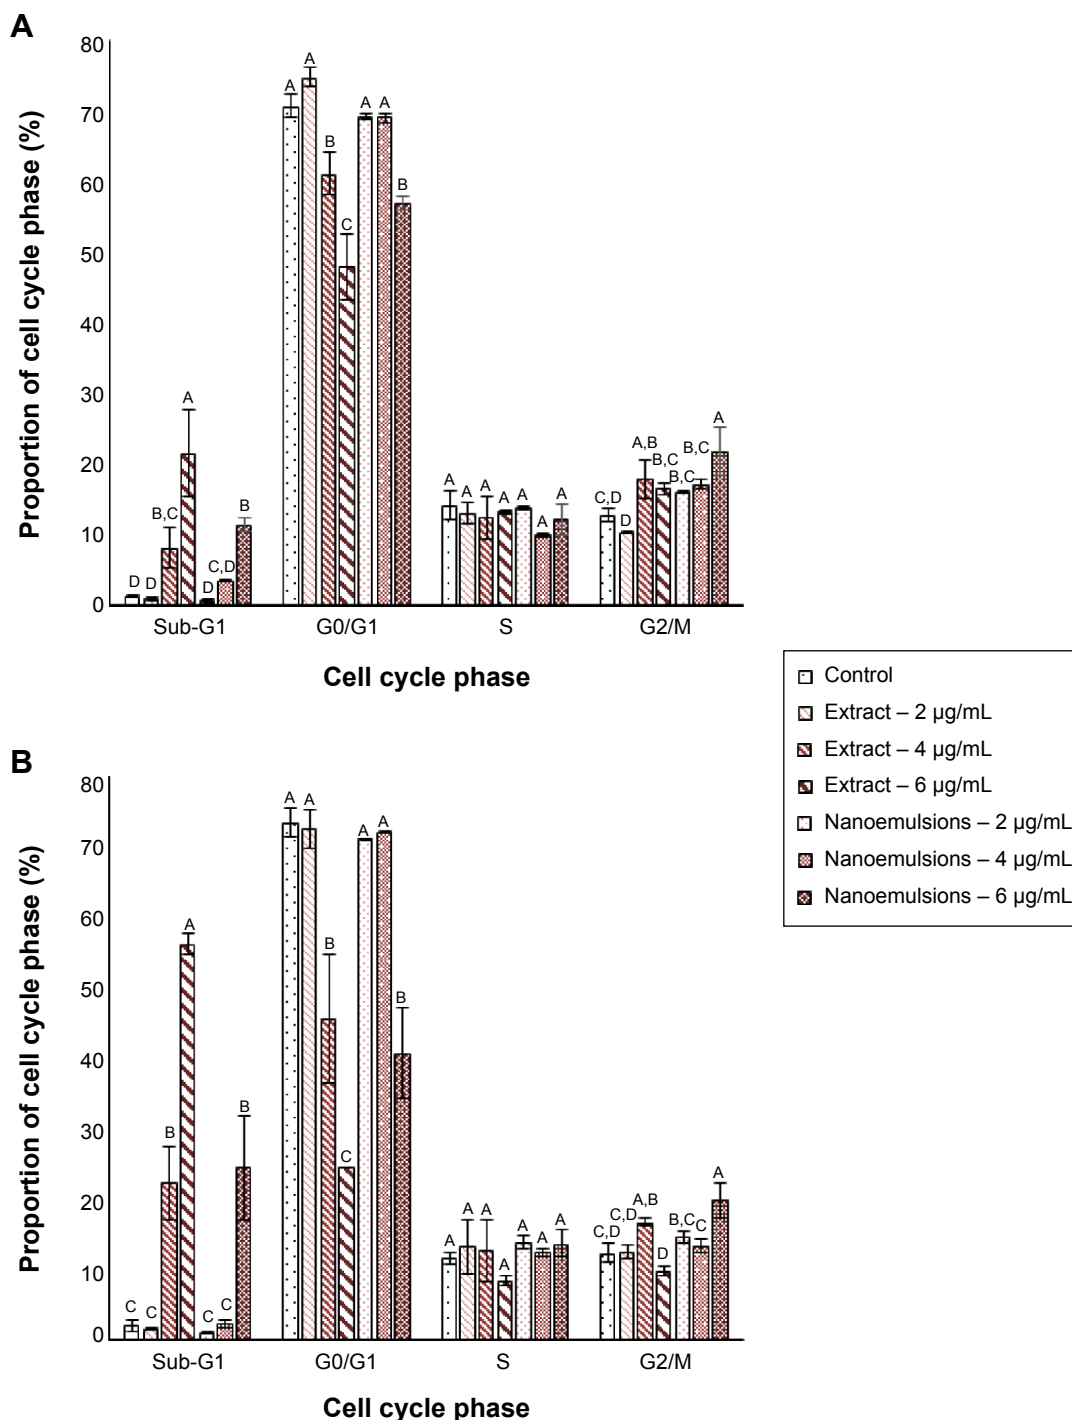 A
Proportion of cell cycle phase (%)
80
70
60
50
40
30
20
10
0
D
D
B,C
A
D
C,D
B
A
A
B
C
A
A
B
A
A
A
A
A
A
A
C,D
D
A,B
B,C
B,C
B,C
A
Sub-G1
G0/G1
S
G2/M
Cell cycle phase
Control
Extract – 2 µg/mL
Extract – 4 µg/mL
Extract – 6 µg/mL
Nanoemulsions – 2 µg/mL
Nanoemulsions – 4 µg/mL
Nanoemulsions – 6 µg/mL
B
Proportion of cell cycle phase (%)
80
70
60
50
40
30
20
10
0
C
C
B
A
C
C
B
A
A
B
C
A
A
B
A
A
A
A
A
A
A
C,D
C,D
A,B
D
B,C
C
A
Sub-G1
G0/G1
S
G2/M
Cell cycle phase